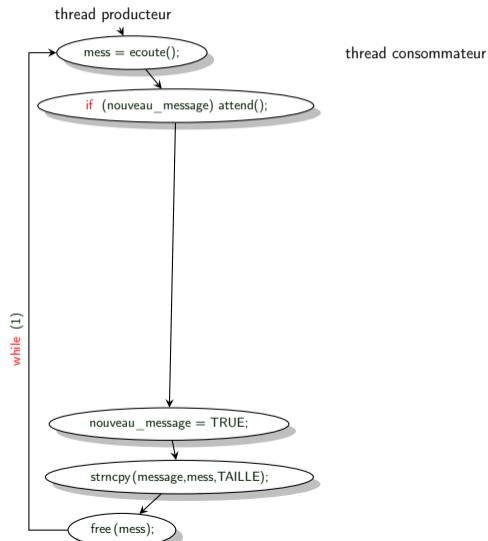 thread producteur
mess = ecoute();
thread consommateur
if (nouveau_message) attend();
while (1)
nouveau_message = TRUE;
strncpy(message,mess,TAILLE);
free(mess);